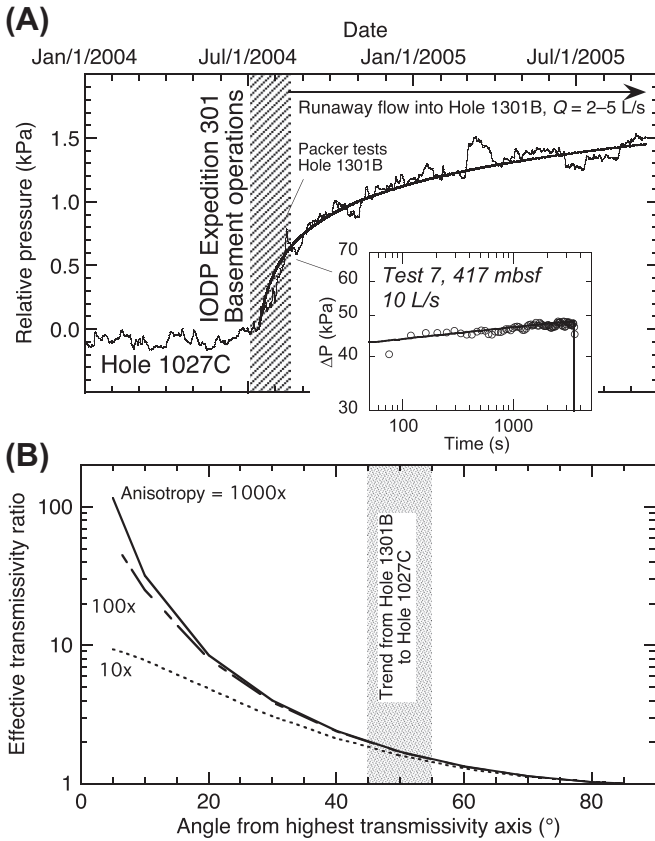 (A)
Date
Jan/1/2004 Jul/1/2004 Jan/1/2005 Jul/1/2005
Relative pressure (kPa)
1.5
1.0
0.5
0.0
IODP Expedition 301
Basement operations
Runaway flow into Hole 1301B, Q = 2–5 L/s
Packer tests
Hole 1301B
Hole 1027C
Test 7, 417 mbsf
10 L/s
ΔP (kPa)
70
60
50
40
30
100 1000
Time (s)
(B)
Effective transmissivity ratio
100
10
1
Anisotropy = 1000x
100x
10x
Trend from Hole 1301B
to Hole 1027C
0 20 40 60 80
Angle from highest transmissivity axis (°)